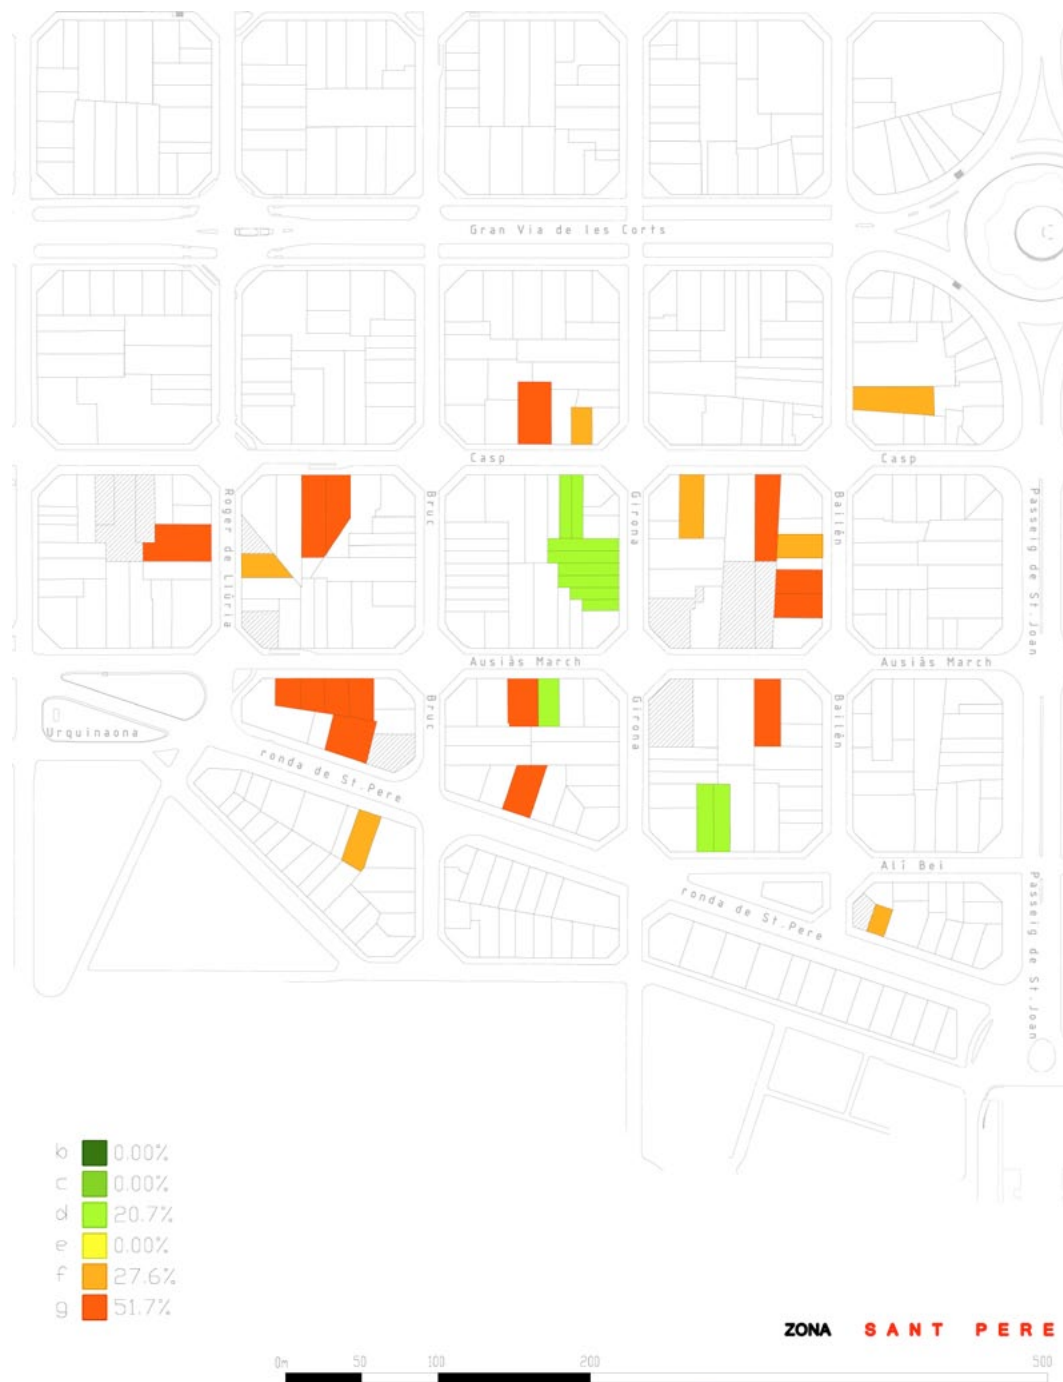 Gran Via de les Corts
Casp
Casp
Roger de Llúria
Bruc
Girona
Bailèn
Passeig de St.Joan
Ausiàs March
Ausiàs March
Urquinaona
Bruc
Girona
Bailèn
ronda de St.Pere
Alí Bei
ronda de St.Pere
Passeig de St.Joan
b 0.00%
c 0.00%
d 20.7%
e 0.00%
f 27.6%
g 51.7%
ZONA SANT PERE
0m 50 100 200 500